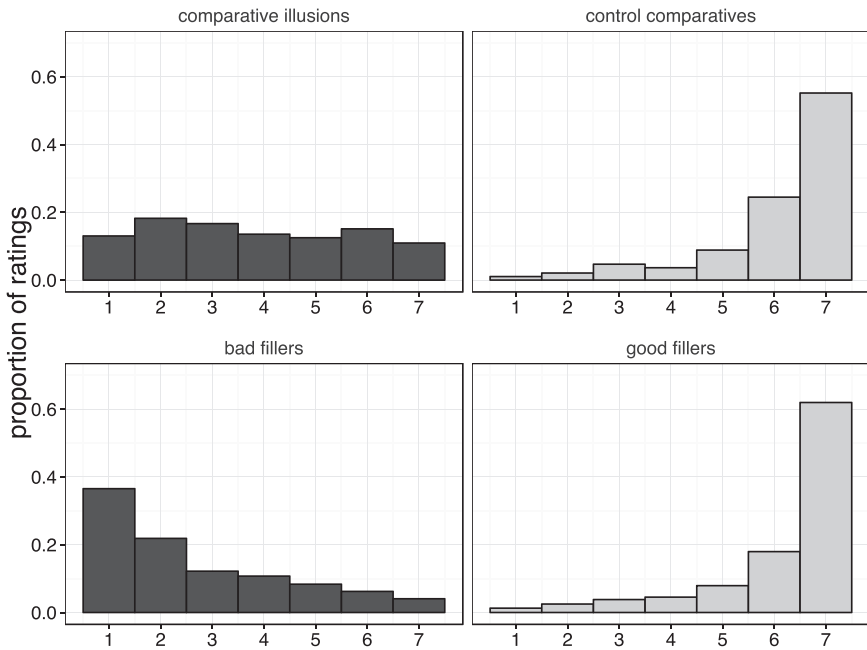 comparative illusions
control comparatives
proportion of ratings
0.6
0.4
0.2
0.0
1 2 3 4 5 6 7
1 2 3 4 5 6 7
bad fillers
good fillers
0.6
0.4
0.2
0.0
1 2 3 4 5 6 7
1 2 3 4 5 6 7